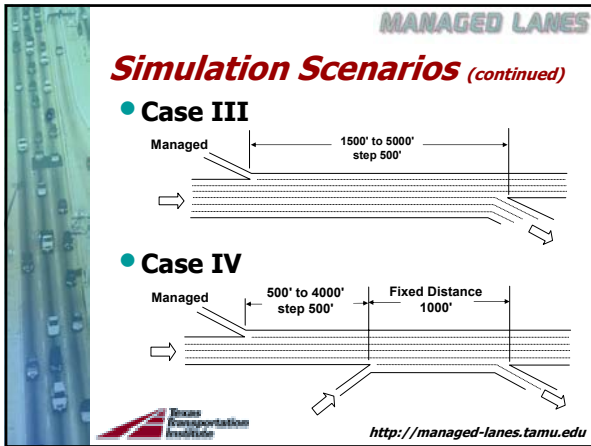 MANAGED LANES
Simulation Scenarios (continued)
Case III
Managed
1500' to 5000'
step 500'
Case IV
Managed
500' to 4000'
step 500'
Fixed Distance
1000'
Texas
Transportation
Institute
http://managed-lanes.tamu.edu